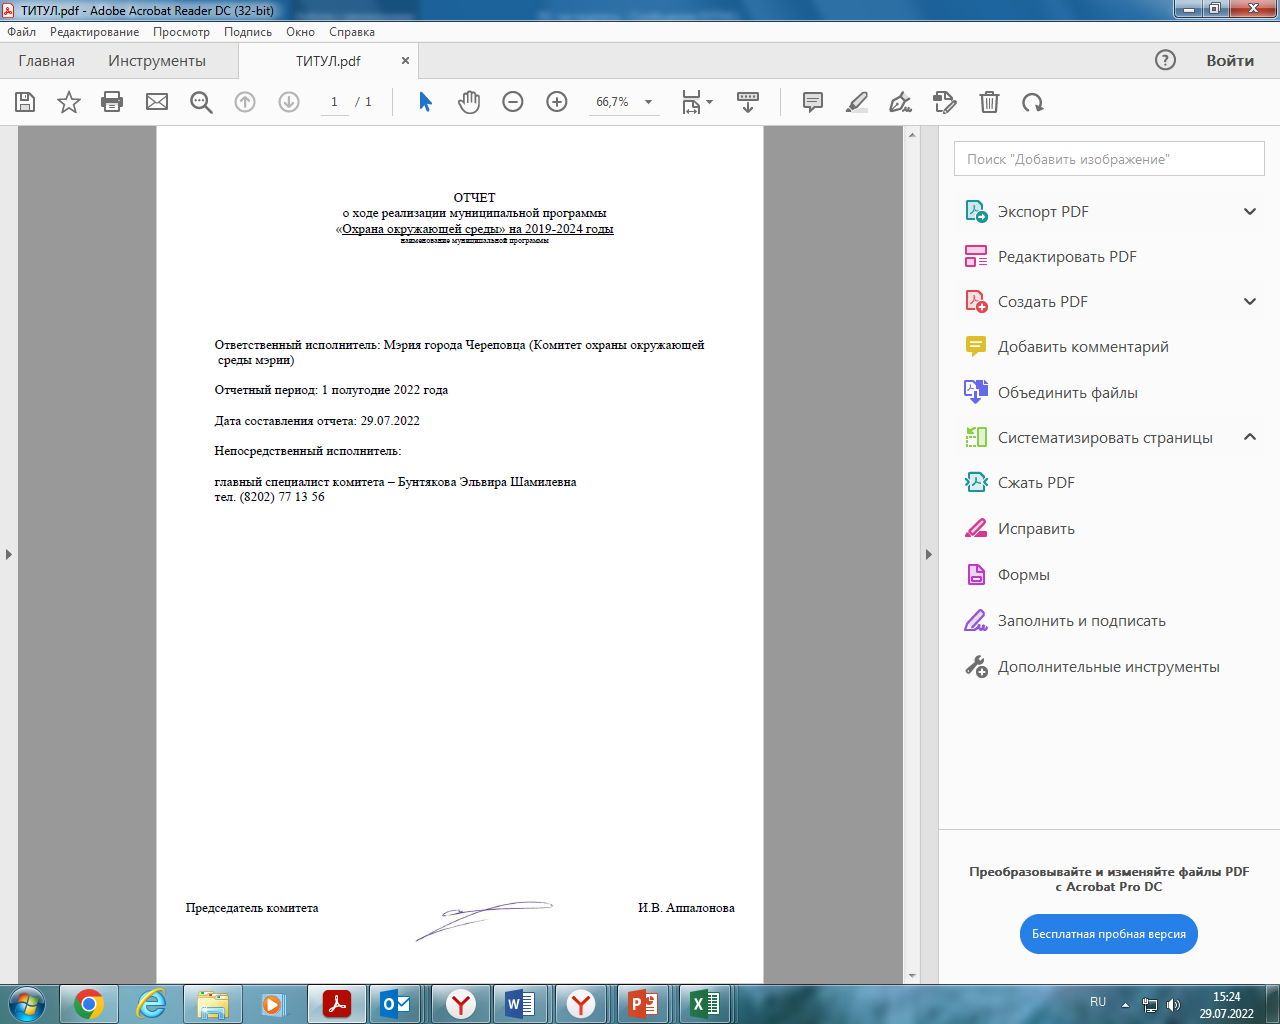 ТИТУЛ.pdf - Adobe Acrobat Reader DC (32-bit)
Файл Редактирование Просмотр Подпись Окно Справка
Главная Инструменты ТИТУЛ.pdf × ? Войти
1 / 1 66,7%
ОТЧЕТ
о ходе реализации муниципальной программы
«Охрана окружающей среды» на 2019-2024 годы
наименование муниципальной программы
Ответственный исполнитель: Мэрия города Череповца (Комитет охраны окружающей
среды мэрии)
Отчетный период: 1 полугодие 2022 года
Дата составления отчета: 29.07.2022
Непосредственный исполнитель:
главный специалист комитета – Бунтякова Эльвира Шамилевна
тел. (8202) 77 13 56
Председатель комитета И.В. Аппалонова
Поиск "Добавить изображение"
Экспорт PDF
Редактировать PDF
Создать PDF
Добавить комментарий
Объединить файлы
Систематизировать страницы
Сжать PDF
Исправить
Формы
Заполнить и подписать
Дополнительные инструменты
Преобразовывайте и изменяйте файлы PDF
с Acrobat Pro DC
Бесплатная пробная версия
RU 15:24
29.07.2022